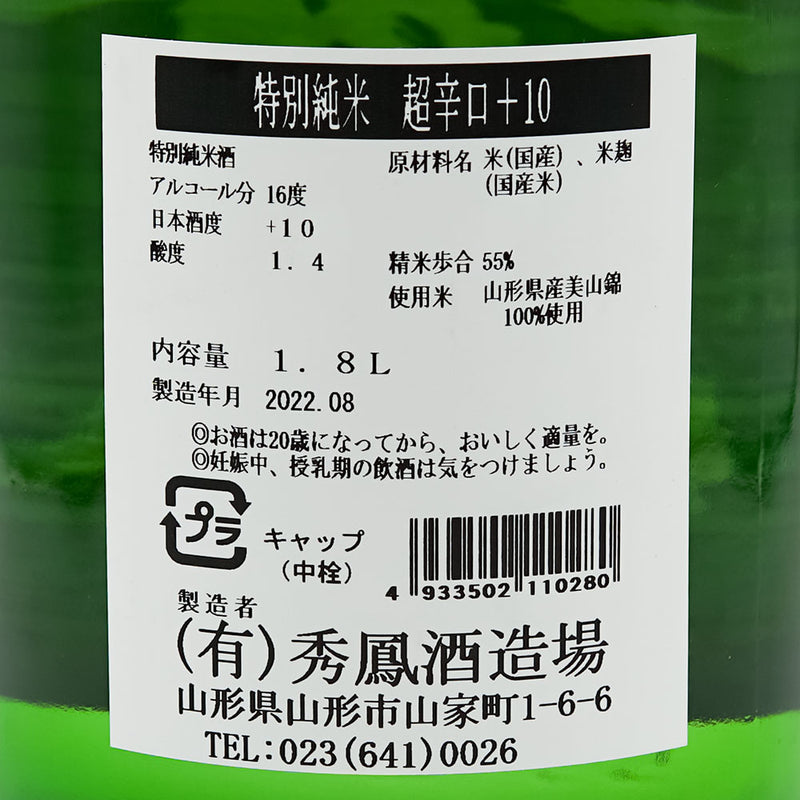 特別純米 超辛口+10
特別純米酒
アルコール分 16度
日本酒度 +10
酸度 1.4
原材料名 米(国産)、米麹
(国産米)
精米歩合 55%
使用米 山形県産美山錦
100%使用
内容量 1.8L
製造年月 2022.08
◎お酒は20歳になってから、おいしく適量を。
◎妊娠中、授乳期の飲酒は気をつけましょう。
プラ
キャップ
(中栓)
4 933502 110280
製造者
(有)秀鳳酒造場
山形県山形市山家町1-6-6
TEL:023(641)0026